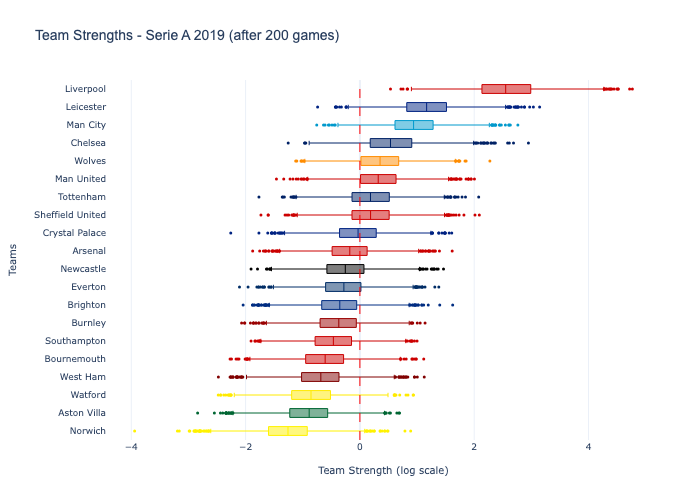 Team Strengths - Serie A 2019 (after 200 games)
Liverpool
Leicester
Man City
Chelsea
Wolves
Man United
Tottenham
Sheffield United
Crystal Palace
Arsenal
Newcastle
Everton
Brighton
Burnley
Southampton
Bournemouth
West Ham
Watford
Aston Villa
Norwich
Teams
−4 −2 0 2 4
Team Strength (log scale)